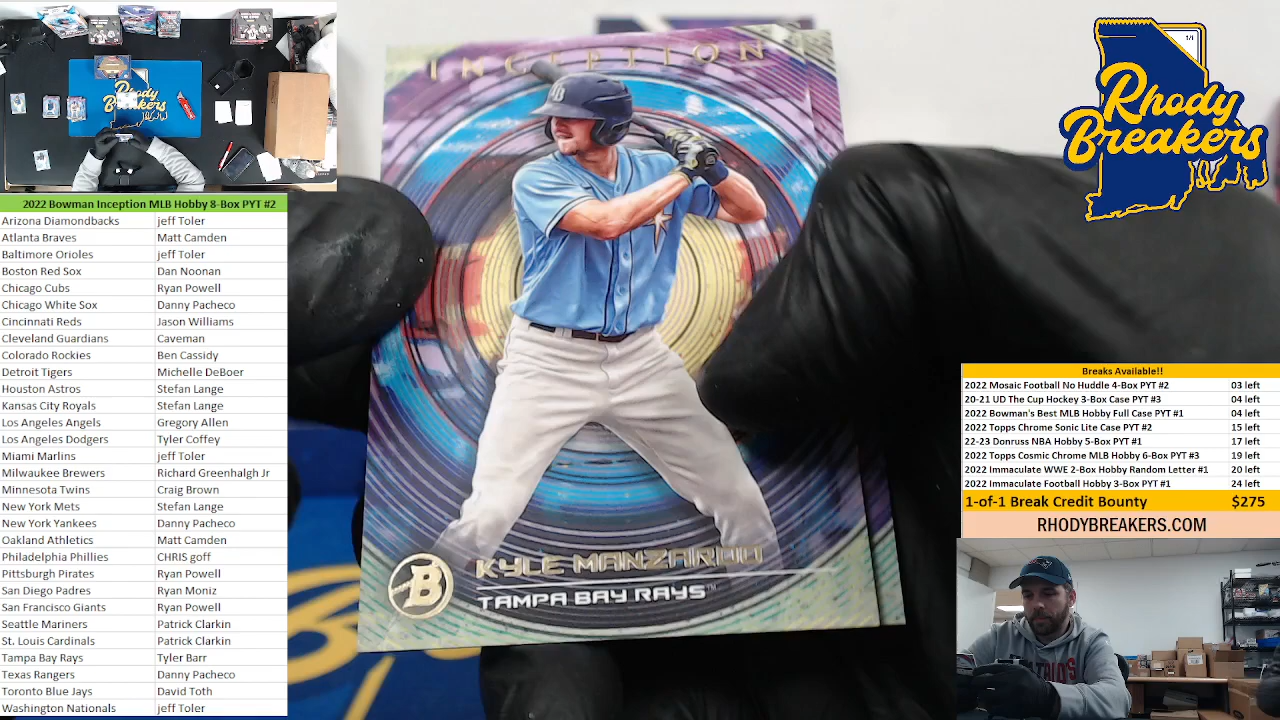 INCEPTION
KYLE MANZARDO
TAMPA BAY RAYS™
B
Rhody
Breakers
1/1
Rhody
Breakers
2022 Bowman Inception MLB Hobby 8-Box PYT #2
Arizona Diamondbacks jeff Toler
Atlanta Braves Matt Camden
Baltimore Orioles jeff Toler
Boston Red Sox Dan Noonan
Chicago Cubs Ryan Powell
Chicago White Sox Danny Pacheco
Cincinnati Reds Jason Williams
Cleveland Guardians Caveman
Colorado Rockies Ben Cassidy
Detroit Tigers Michelle DeBoer
Houston Astros Stefan Lange
Kansas City Royals Stefan Lange
Los Angeles Angels Gregory Allen
Los Angeles Dodgers Tyler Coffey
Miami Marlins jeff Toler
Milwaukee Brewers Richard Greenhalgh Jr
Minnesota Twins Craig Brown
New York Mets Stefan Lange
New York Yankees Danny Pacheco
Oakland Athletics Matt Camden
Philadelphia Phillies CHRIS goff
Pittsburgh Pirates Ryan Powell
San Diego Padres Ryan Moniz
San Francisco Giants Ryan Powell
Seattle Mariners Patrick Clarkin
St. Louis Cardinals Patrick Clarkin
Tampa Bay Rays Tyler Barr
Texas Rangers Danny Pacheco
Toronto Blue Jays David Toth
Washington Nationals jeff Toler
Breaks Available!!
2022 Mosaic Football No Huddle 4-Box PYT #2 03 left
20-21 UD The Cup Hockey 3-Box Case PYT #3 04 left
2022 Bowman's Best MLB Hobby Full Case PYT #1 04 left
2022 Topps Chrome Sonic Lite Case PYT #2 15 left
22-23 Donruss NBA Hobby 5-Box PYT #1 17 left
2022 Topps Cosmic Chrome MLB Hobby 6-Box PYT #3 19 left
2022 Immaculate WWE 2-Box Hobby Random Letter #1 20 left
2022 Immaculate Football Hobby 3-Box PYT #1 24 left
1-of-1 Break Credit Bounty $275
RHODYBREAKERS.COM